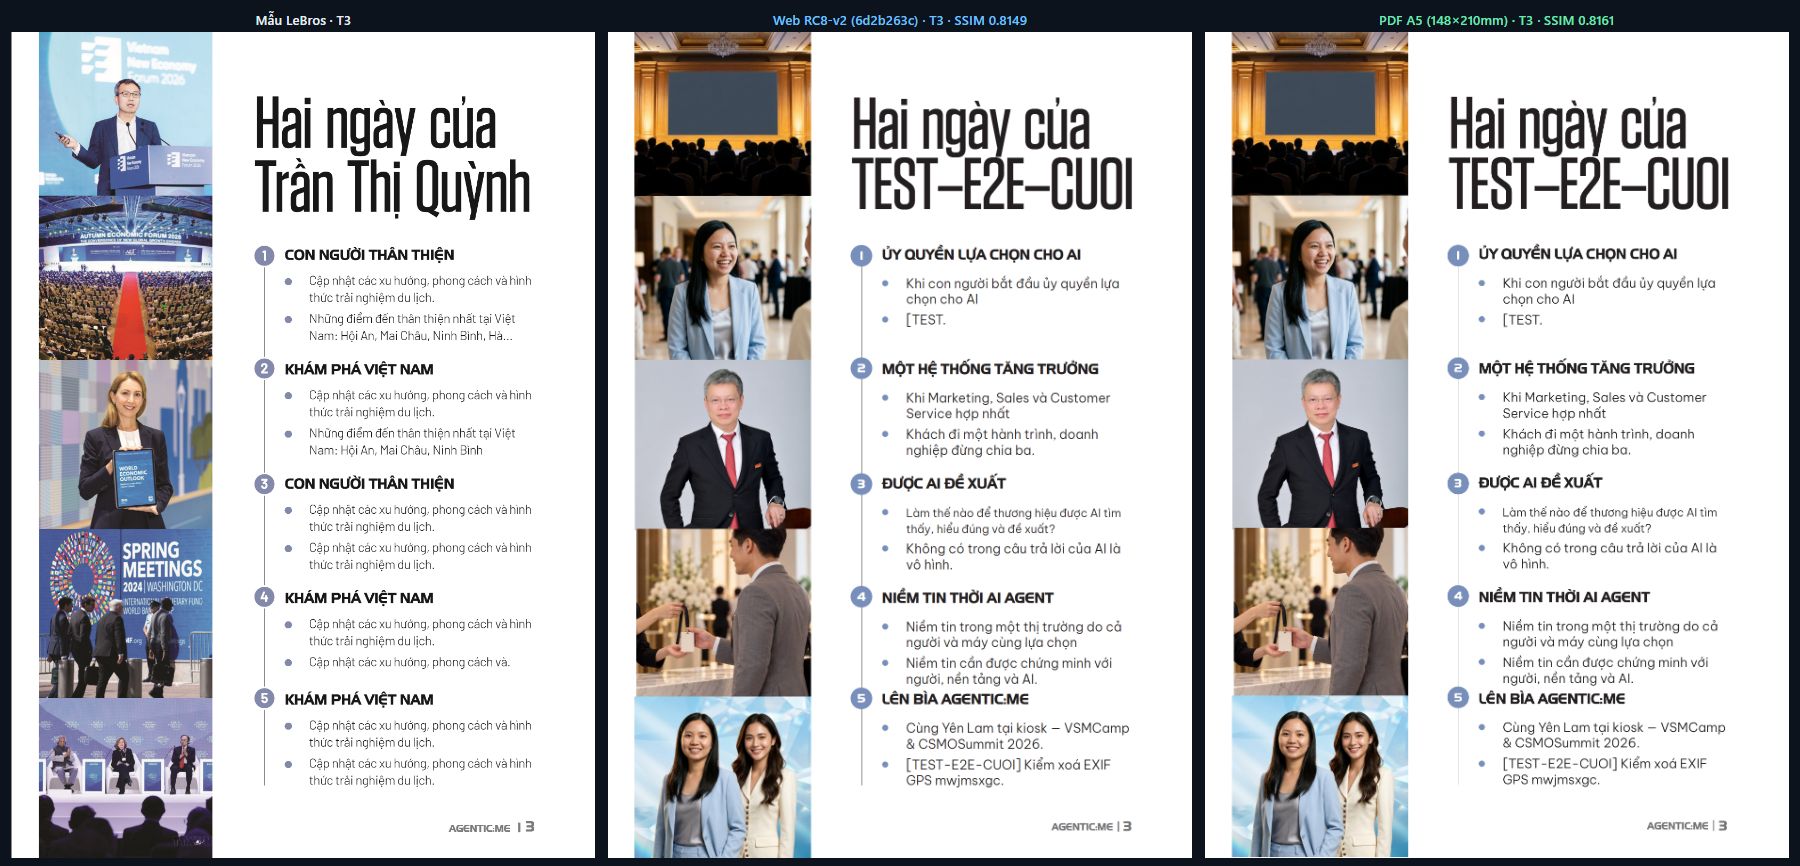 Mẫu LeBros · T3
Vietnam
New Economy
Forum 2026
Vietnam
New Economy
Forum 2026
AUTUMN ECONOMIC FORUM 2025
WORLD
ECONOMIC
OUTLOOK
SPRING
MEETINGS
2024 | WASHINGTON DC
Hai ngày của
Trần Thị Quỳnh
1 CON NGƯỜI THÂN THIỆN
Cập nhật các xu hướng, phong cách và hình
thức trải nghiệm du lịch.
Những điểm đến thân thiện nhất tại Việt
Nam: Hội An, Mai Châu, Ninh Bình, Hà...
2 KHÁM PHÁ VIỆT NAM
Cập nhật các xu hướng, phong cách và hình
thức trải nghiệm du lịch.
Những điểm đến thân thiện nhất tại Việt
Nam: Hội An, Mai Châu, Ninh Bình
3 CON NGƯỜI THÂN THIỆN
Cập nhật các xu hướng, phong cách và hình
thức trải nghiệm du lịch.
Cập nhật các xu hướng, phong cách và hình
thức trải nghiệm du lịch.
4 KHÁM PHÁ VIỆT NAM
Cập nhật các xu hướng, phong cách và hình
thức trải nghiệm du lịch.
Cập nhật các xu hướng, phong cách và.
5 KHÁM PHÁ VIỆT NAM
Cập nhật các xu hướng, phong cách và hình
thức trải nghiệm du lịch.
Cập nhật các xu hướng, phong cách và hình
thức trải nghiệm du lịch.
AGENTIC:ME | 3
Web RC8-v2 (6d2b263c) · T3 · SSIM 0.8149
Hai ngày của
TEST–E2E–CUOI
1 ỦY QUYỀN LỰA CHỌN CHO AI
Khi con người bắt đầu ủy quyền lựa
chọn cho AI
[TEST.
2 MỘT HỆ THỐNG TĂNG TRƯỞNG
Khi Marketing, Sales và Customer
Service hợp nhất
Khách đi một hành trình, doanh
nghiệp đừng chia ba.
3 ĐƯỢC AI ĐỀ XUẤT
Làm thế nào để thương hiệu được AI tìm
thấy, hiểu đúng và đề xuất?
Không có trong câu trả lời của AI là
vô hình.
4 NIỀM TIN THỜI AI AGENT
Niềm tin trong một thị trường do cả
người và máy cùng lựa chọn
Niềm tin cần được chứng minh với
người, nền tảng và AI.
5 LÊN BÌA AGENTIC:ME
Cùng Yên Lam tại kiosk – VSMCamp
& CSMOSummit 2026.
[TEST-E2E-CUOI] Kiểm xoá EXIF
GPS mwjmsxgc.
AGENTIC:ME | 3
PDF A5 (148×210mm) · T3 · SSIM 0.8161
Hai ngày của
TEST–E2E–CUOI
1 ỦY QUYỀN LỰA CHỌN CHO AI
Khi con người bắt đầu ủy quyền lựa
chọn cho AI
[TEST.
2 MỘT HỆ THỐNG TĂNG TRƯỞNG
Khi Marketing, Sales và Customer
Service hợp nhất
Khách đi một hành trình, doanh
nghiệp đừng chia ba.
3 ĐƯỢC AI ĐỀ XUẤT
Làm thế nào để thương hiệu được AI tìm
thấy, hiểu đúng và đề xuất?
Không có trong câu trả lời của AI là
vô hình.
4 NIỀM TIN THỜI AI AGENT
Niềm tin trong một thị trường do cả
người và máy cùng lựa chọn
Niềm tin cần được chứng minh với
người, nền tảng và AI.
5 LÊN BÌA AGENTIC:ME
Cùng Yên Lam tại kiosk – VSMCamp
& CSMOSummit 2026.
[TEST-E2E-CUOI] Kiểm xoá EXIF
GPS mwjmsxgc.
AGENTIC:ME | 3